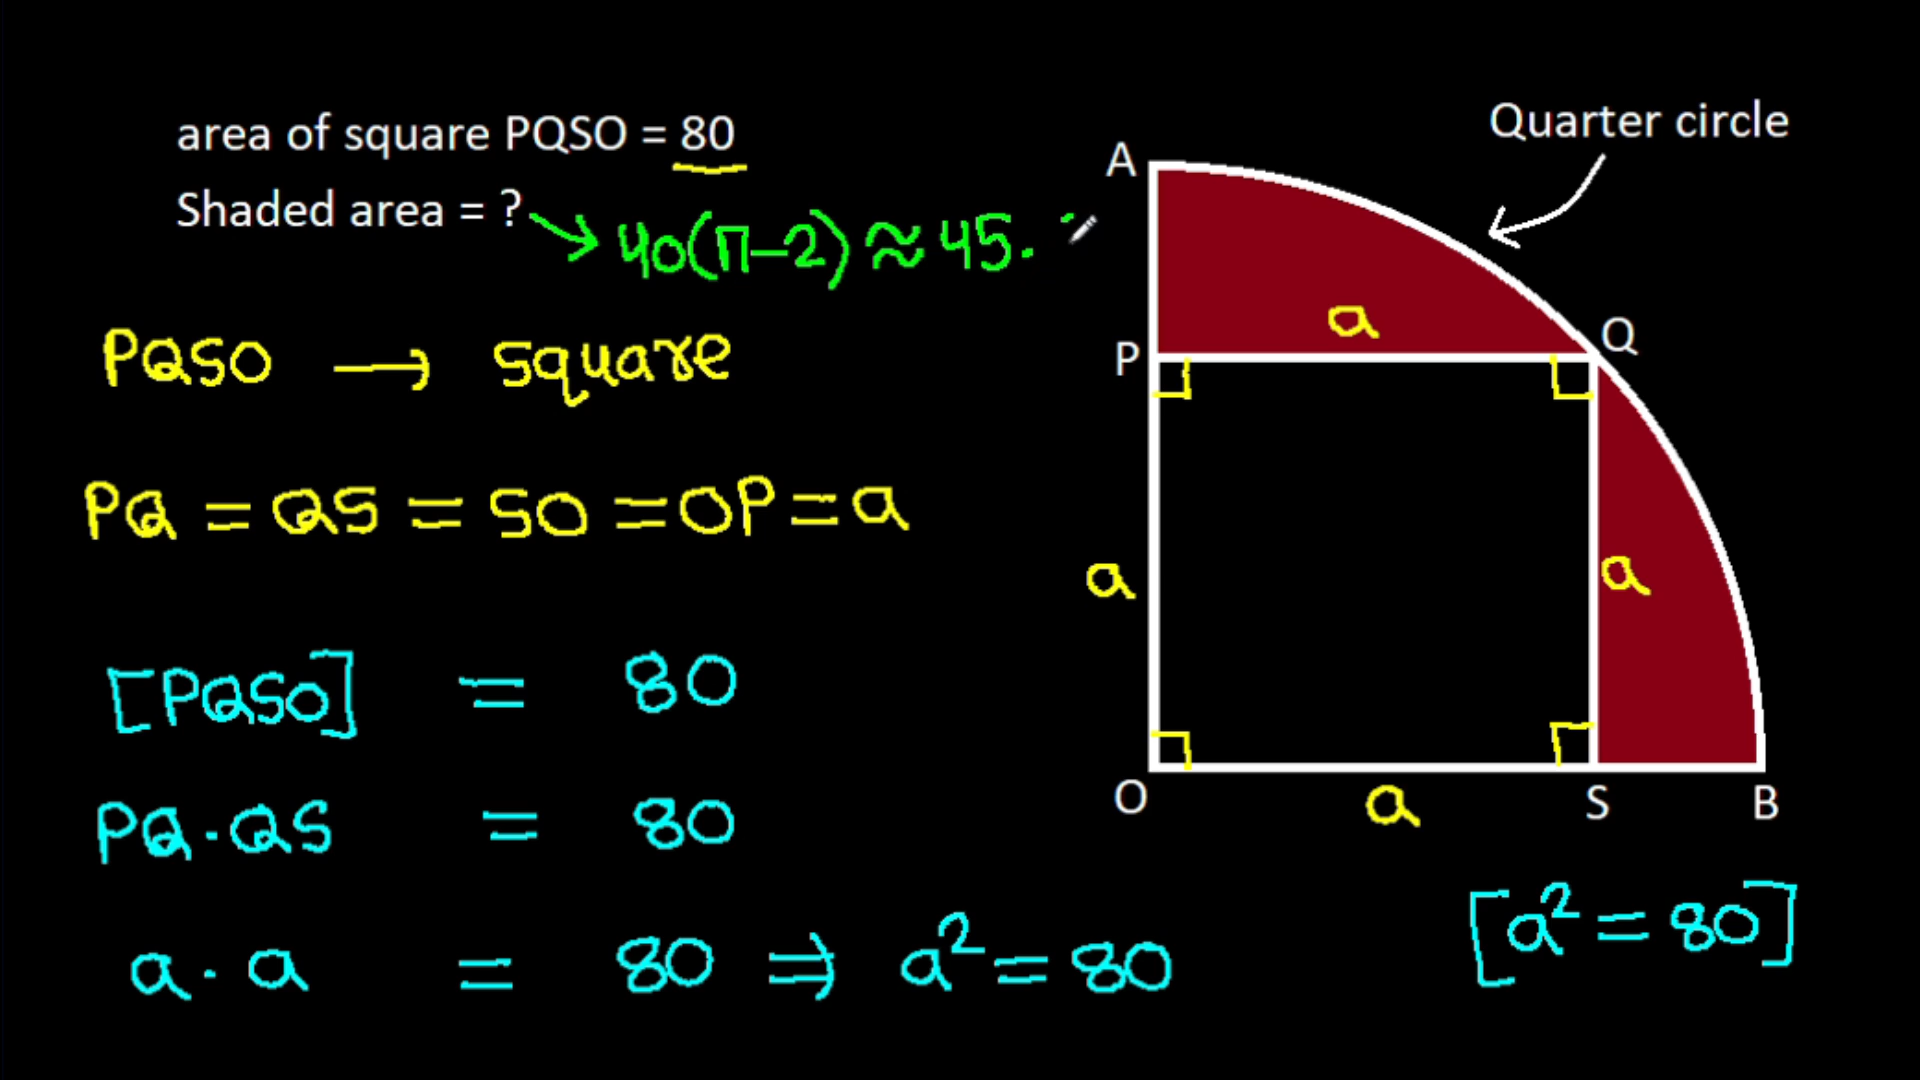 area of square PQSO = 80
Shaded area = ?
40(π-2) ≈ 45.
PQSO → square
PQ = QS = SO = OP = a
[PQSO] = 80
PQ·QS = 80
a·a = 80 ⇒ a² = 80
Quarter circle
A
a
P
Q
a
a
O
a
S
B
[a² = 80]